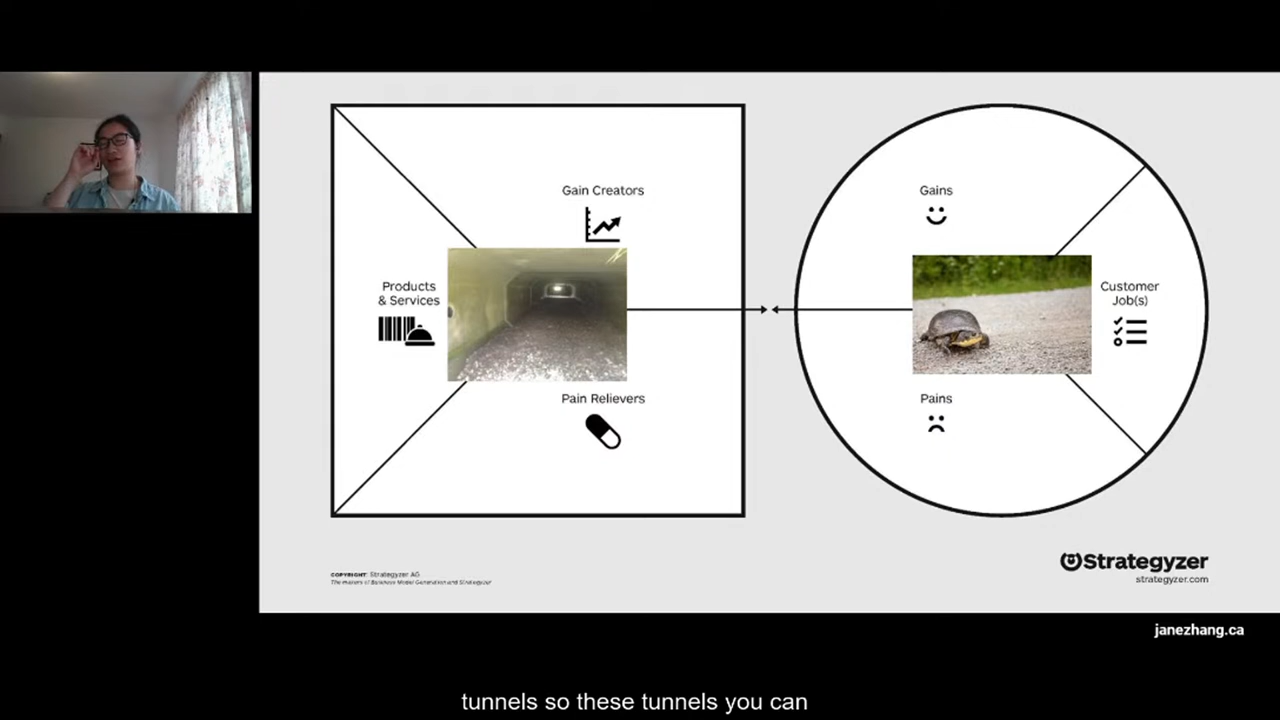 Gain Creators
Gains
Products
& Services
Customer
Job(s)
Pain Relievers
Pains
COPYRIGHT: Strategyzer AG
The makers of Business Model Generation and Strategyzer
Strategyzer
strategyzer.com
janezhang.ca
tunnels so these tunnels you can